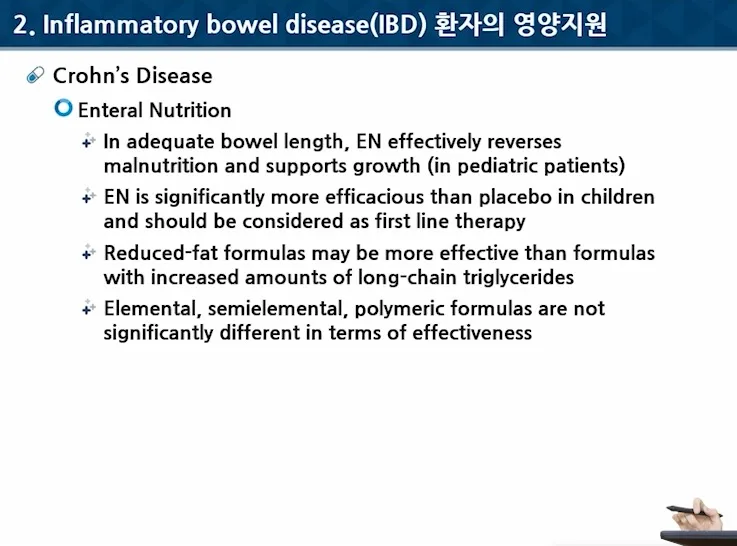 2. Inflammatory bowel disease(IBD) 환자의 영양지원
Crohn's Disease
Enteral Nutrition
In adequate bowel length, EN effectively reverses
malnutrition and supports growth (in pediatric patients)
EN is significantly more efficacious than placebo in children
and should be considered as first line therapy
Reduced-fat formulas may be more effective than formulas
with increased amounts of long-chain triglycerides
Elemental, semielemental, polymeric formulas are not
significantly different in terms of effectiveness